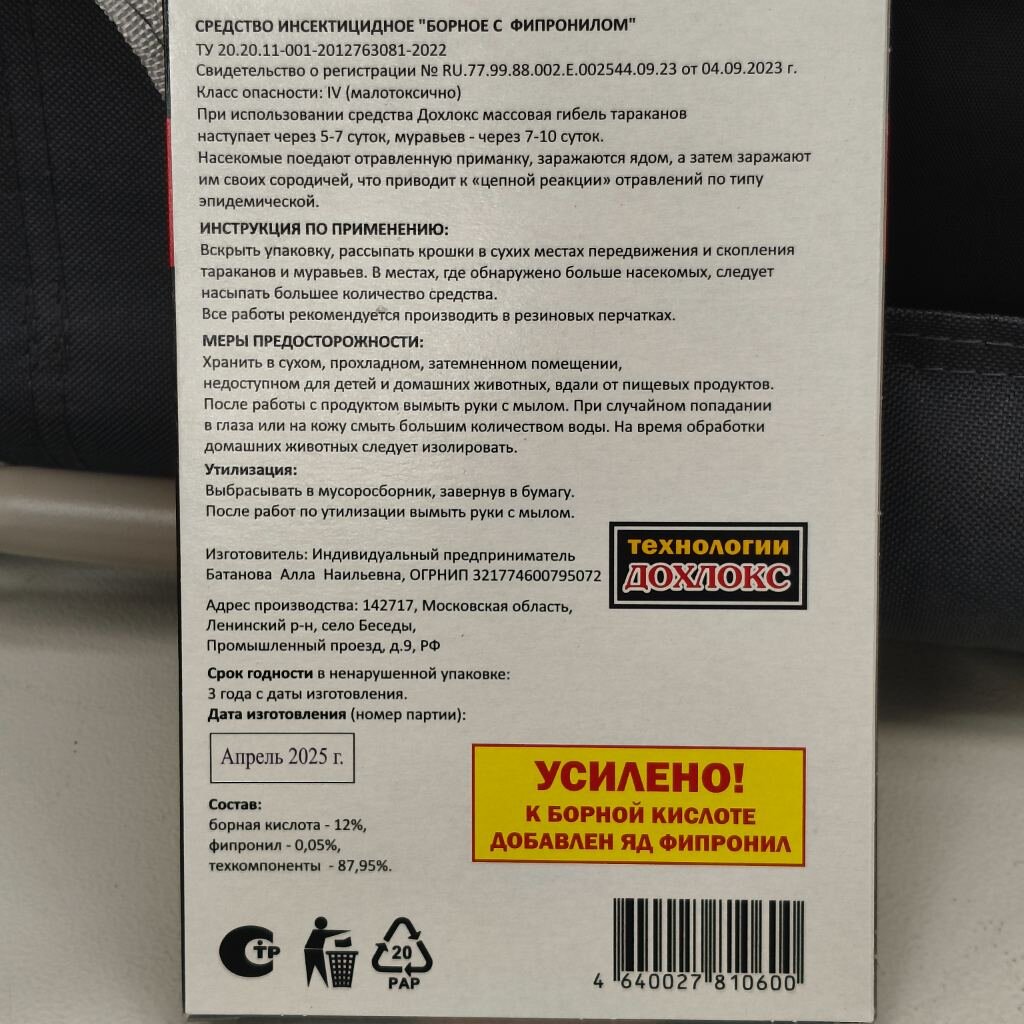 СРЕДСТВО ИНСЕКТИЦИДНОЕ "БОРНОЕ С ФИПРОНИЛОМ"
ТУ 20.20.11-001-2012763081-2022
Свидетельство о регистрации № RU.77.99.88.002.Е.002544.09.23 от 04.09.2023 г.
Класс опасности: IV (малотоксично)
При использовании средства Дохлокс массовая гибель тараканов
наступает через 5-7 суток, муравьев - через 7-10 суток.
Насекомые поедают отравленную приманку, заражаются ядом, а затем заражают
им своих сородичей, что приводит к «цепной реакции» отравлений по типу
эпидемической.
ИНСТРУКЦИЯ ПО ПРИМЕНЕНИЮ:
Вскрыть упаковку, рассыпать крошки в сухих местах передвижения и скопления
тараканов и муравьев. В местах, где обнаружено больше насекомых, следует
насыпать большее количество средства.
Все работы рекомендуется производить в резиновых перчатках.
МЕРЫ ПРЕДОСТОРОЖНОСТИ:
Хранить в сухом, прохладном, затемненном помещении,
недоступном для детей и домашних животных, вдали от пищевых продуктов.
После работы с продуктом вымыть руки с мылом. При случайном попадании
в глаза или на кожу смыть большим количеством воды. На время обработки
домашних животных следует изолировать.
Утилизация:
Выбрасывать в мусоросборник, завернув в бумагу.
После работ по утилизации вымыть руки с мылом.
Изготовитель: Индивидуальный предприниматель
Батанова Алла Наильевна, ОГРНИП 321774600795072
ТЕХНОЛОГИИ
ДОХЛОКС
Адрес производства: 142717, Московская область,
Ленинский р-н, село Беседы,
Промышленный проезд, д.9, РФ
Срок годности в ненарушенной упаковке:
3 года с даты изготовления.
Дата изготовления (номер партии):
Апрель 2025 г.
УСИЛЕНО!
К БОРНОЙ КИСЛОТЕ
ДОБАВЛЕН ЯД ФИПРОНИЛ
Состав:
борная кислота - 12%,
фипронил - 0,05%,
техкомпоненты - 87,95%.
СТР
20
PAP
4 640027 810600